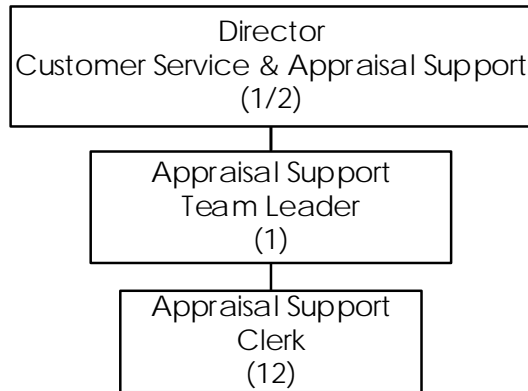 Director
Customer Service & Appraisal Support
(1/2)
Appraisal Support
Team Leader
(1)
Appraisal Support
Clerk
(12)